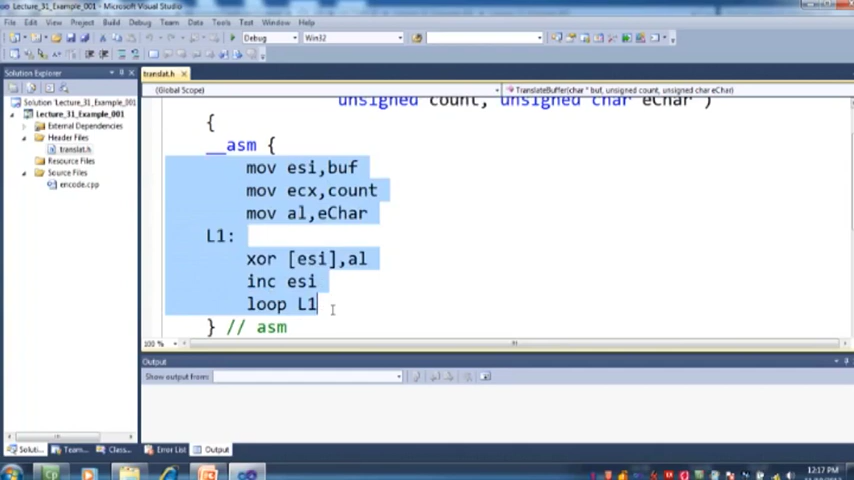 Lecture_31_Example_001 - Microsoft Visual Studio
File Edit View Project Build Debug Team Data Tools Test Window Help
Debug Win32
Solution Explorer
translat.h
(Global Scope) TranslateBuffer(char * buf, unsigned count, unsigned char eChar)
Solution 'Lecture_31_Example_001
Lecture_31_Example_001
External Dependencies
Header Files
translat.h
Resource Files
Source Files
encode.cpp
unsigned count, unsigned char eChar )
{
__asm {
mov esi,buf
mov ecx,count
mov al,eChar
L1:
xor [esi],al
inc esi
loop L1
} // asm
100 %
Output
Show output from:
Soluti... Team... Class... Error List Output
12:17 PM